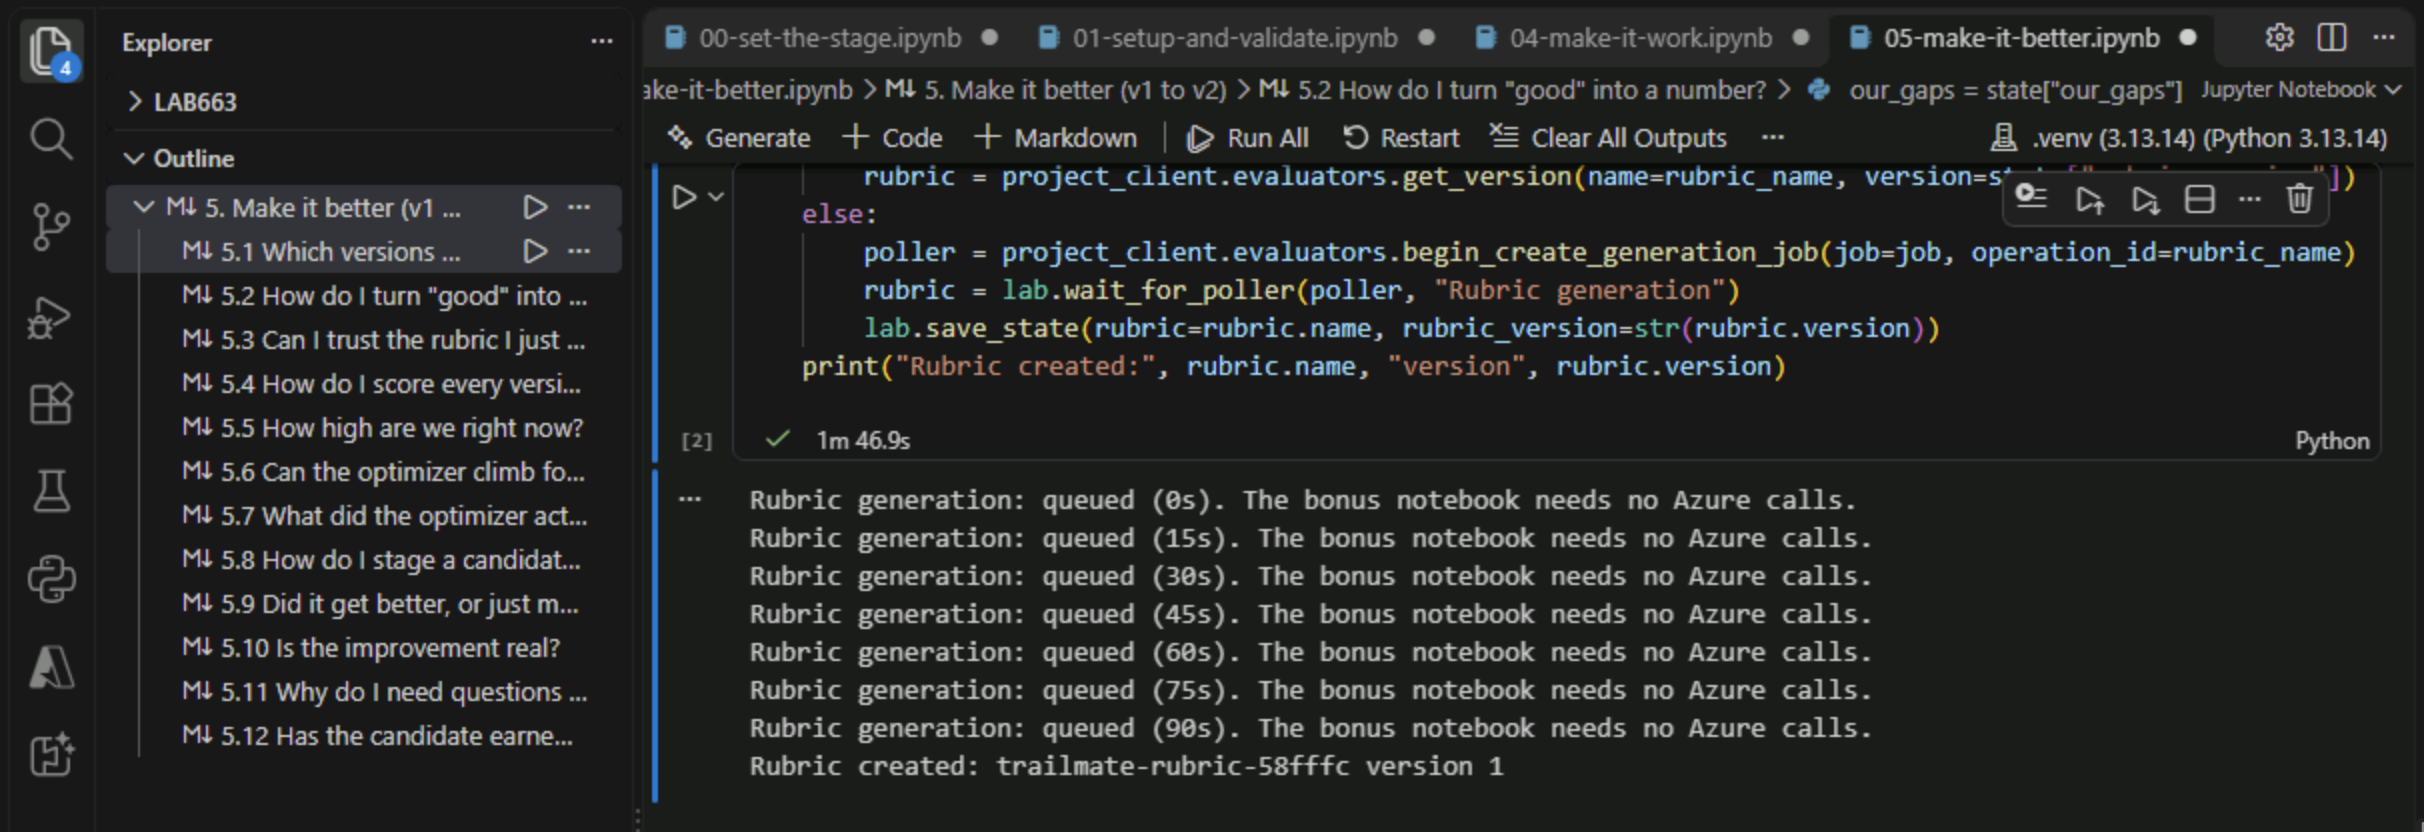 Explorer
4
LAB663
Outline
M↓ 5. Make it better (v1 ...
M↓ 5.1 Which versions ...
M↓ 5.2 How do I turn "good" into ...
M↓ 5.3 Can I trust the rubric I just ...
M↓ 5.4 How do I score every versi...
M↓ 5.5 How high are we right now?
M↓ 5.6 Can the optimizer climb fo...
M↓ 5.7 What did the optimizer act...
M↓ 5.8 How do I stage a candidat...
M↓ 5.9 Did it get better, or just m...
M↓ 5.10 Is the improvement real?
M↓ 5.11 Why do I need questions ...
M↓ 5.12 Has the candidate earne...
00-set-the-stage.ipynb 01-setup-and-validate.ipynb 04-make-it-work.ipynb 05-make-it-better.ipynb
ake-it-better.ipynb > M↓ 5. Make it better (v1 to v2) > M↓ 5.2 How do I turn "good" into a number? > our_gaps = state["our_gaps"] Jupyter Notebook
Generate + Code + Markdown Run All Restart Clear All Outputs ... .venv (3.13.14) (Python 3.13.14)
rubric = project_client.evaluators.get_version(name=rubric_name, version=st "])
else:
poller = project_client.evaluators.begin_create_generation_job(job=job, operation_id=rubric_name)
rubric = lab.wait_for_poller(poller, "Rubric generation")
lab.save_state(rubric=rubric.name, rubric_version=str(rubric.version))
print("Rubric created:", rubric.name, "version", rubric.version)
[2] 1m 46.9s Python
Rubric generation: queued (0s). The bonus notebook needs no Azure calls.
Rubric generation: queued (15s). The bonus notebook needs no Azure calls.
Rubric generation: queued (30s). The bonus notebook needs no Azure calls.
Rubric generation: queued (45s). The bonus notebook needs no Azure calls.
Rubric generation: queued (60s). The bonus notebook needs no Azure calls.
Rubric generation: queued (75s). The bonus notebook needs no Azure calls.
Rubric generation: queued (90s). The bonus notebook needs no Azure calls.
Rubric created: trailmate-rubric-58fffc version 1